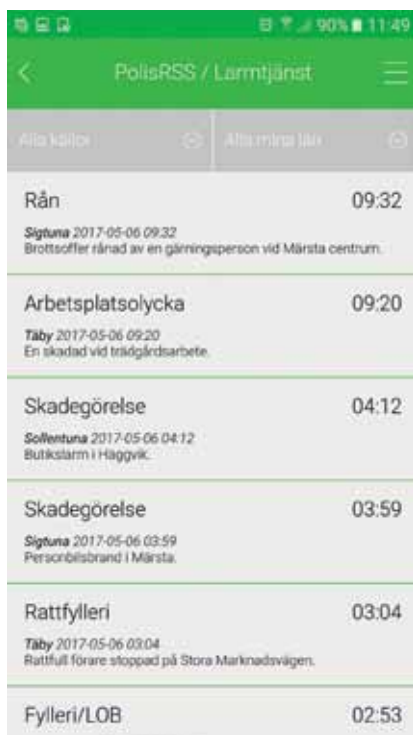 90% 11:49
PolisRSS / Larmtjänst
Alla källor Alla mina län
Rån 09:32
Sigtuna 2017-05-06 09:32
Brottsoffer rånad av en gärningsperson vid Märsta centrum.
Arbetsplatsolycka 09:20
Täby 2017-05-06 09:20
En skadad vid trädgårdsarbete.
Skadegörelse 04:12
Sollentuna 2017-05-06 04:12
Butikslarm i Häggvik.
Skadegörelse 03:59
Sigtuna 2017-05-06 03:59
Personbilsbrand i Märsta.
Rattfylleri 03:04
Täby 2017-05-06 03:04
Rattfull förare stoppad på Stora Marknadsvägen.
Fylleri/LOB 02:53